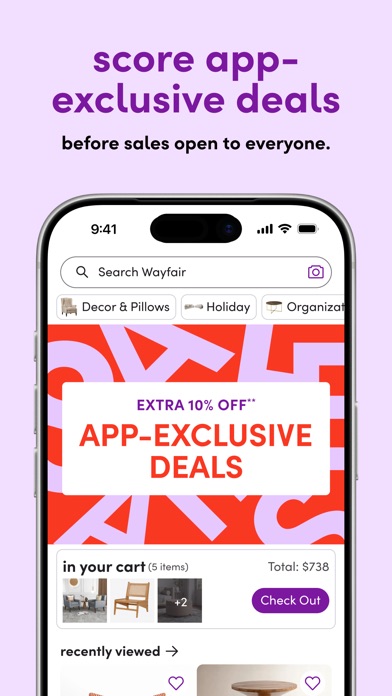 score app-
exclusive deals
before sales open to everyone.
9:41
Search Wayfair
Decor & Pillows
Holiday
Organizat
EXTRA 10% OFF**
APP-EXCLUSIVE
DEALS
in your cart (5 items)
Total: $738
+2
Check Out
recently viewed →